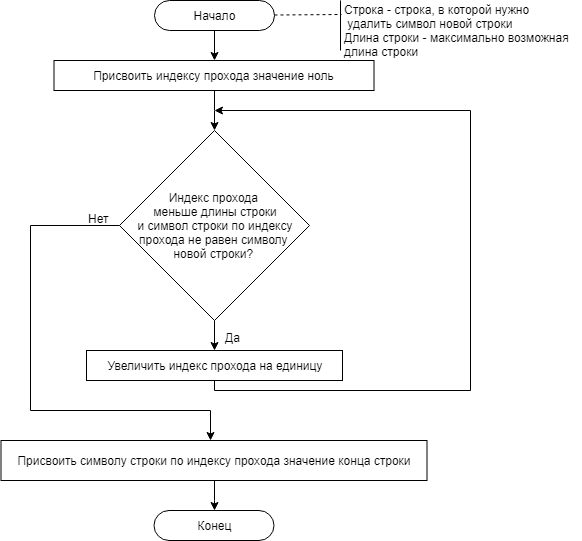 Начало
Строка - строка, в которой нужно
удалить символ новой строки
Длина строки - максимально возможная
длина строки
Присвоить индексу прохода значение ноль
Индекс прохода
меньше длины строки
и символ строки по индексу
прохода не равен символу
новой строки?
Нет
Да
Увеличить индекс прохода на единицу
Присвоить символу строки по индексу прохода значение конца строки
Конец